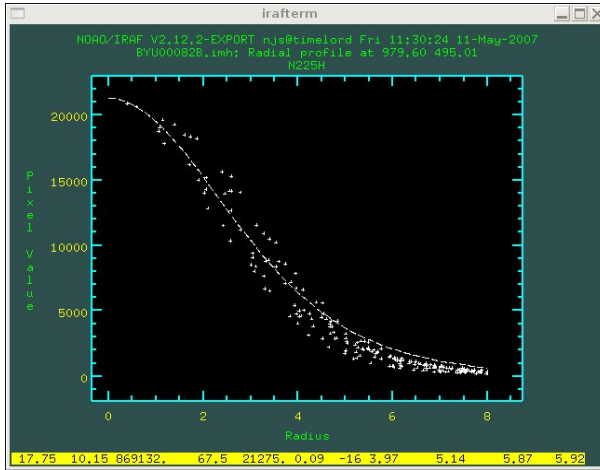 irafterm
NOAO/IRAF V2.12.2-EXPORT njs@timelord Fri 11:30:24 11-May-2007
BYU00082B.imh: Radial profile at 979.60 495.01
N225H
20000
15000
10000
5000
0
Pixel Value
0 2 4 6 8
Radius
17.75 10.15 869132. 67.5 21275. 0.09 -16 3.97 5.14 5.87 5.92